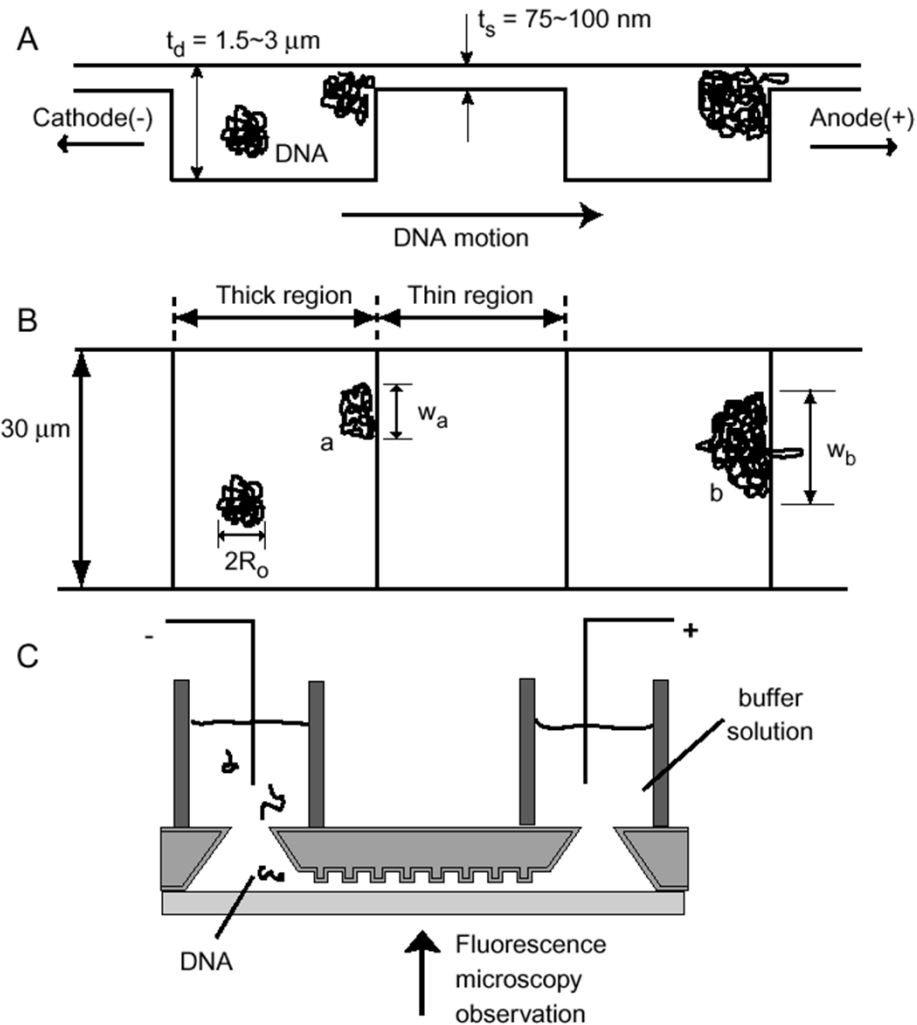 A
t_d = 1.5~3 μm
t_s = 75~100 nm
Cathode(-)
DNA
Anode(+)
DNA motion
B
Thick region
Thin region
30 μm
a
w_a
2R_o
b
w_b
C
-
+
buffer
solution
DNA
Fluorescence
microscopy
observation